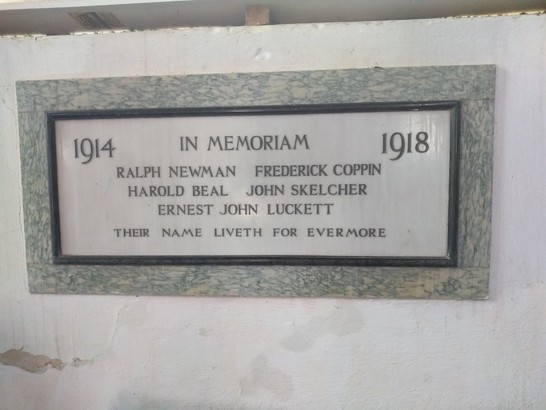 1914 IN MEMORIAM 1918
RALPH NEWMAN FREDERICK COPPIN
HAROLD BEAL JOHN SKELCHER
ERNEST JOHN LUCKETT
THEIR NAME LIVETH FOR EVERMORE